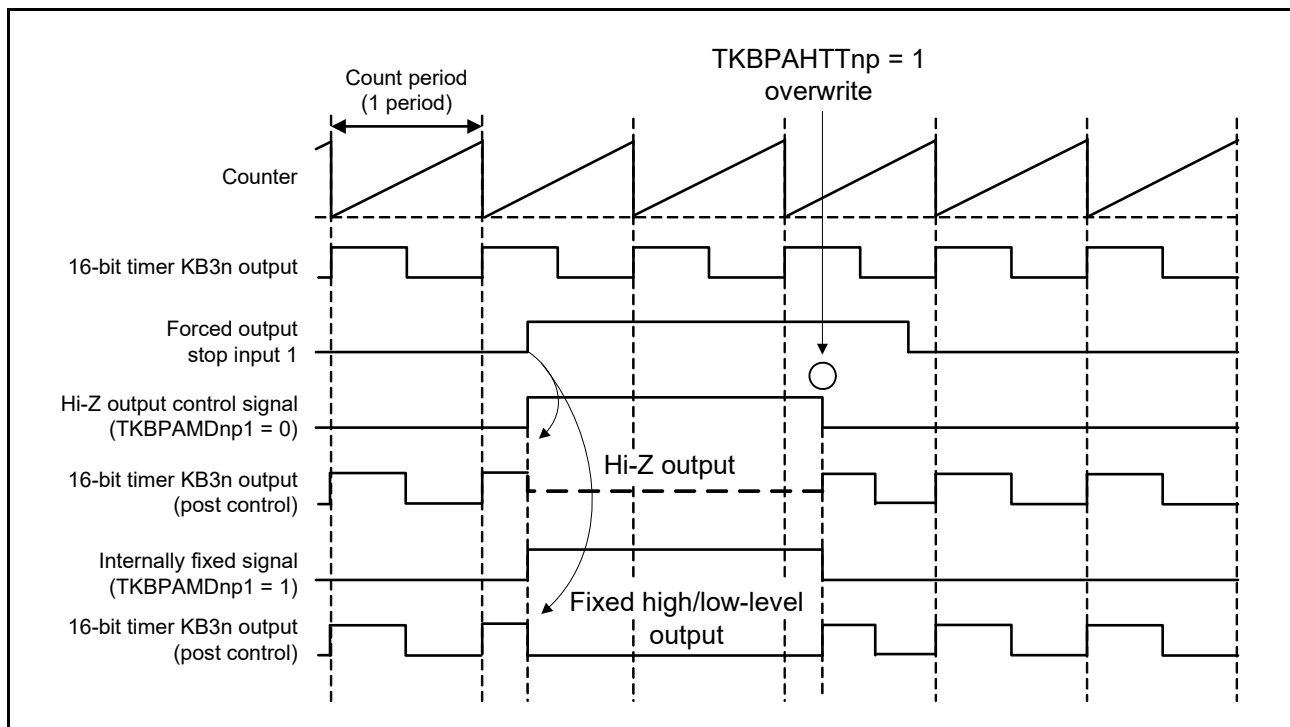 TKBPAHTTnp = 1
overwrite
Count period
(1 period)
Counter
16-bit timer KB3n output
Forced output
stop input 1
Hi-Z output control signal
(TKBPAMDnp1 = 0)
Hi-Z output
16-bit timer KB3n output
(post control)
Internally fixed signal
(TKBPAMDnp1 = 1)
Fixed high/low-level
output
16-bit timer KB3n output
(post control)